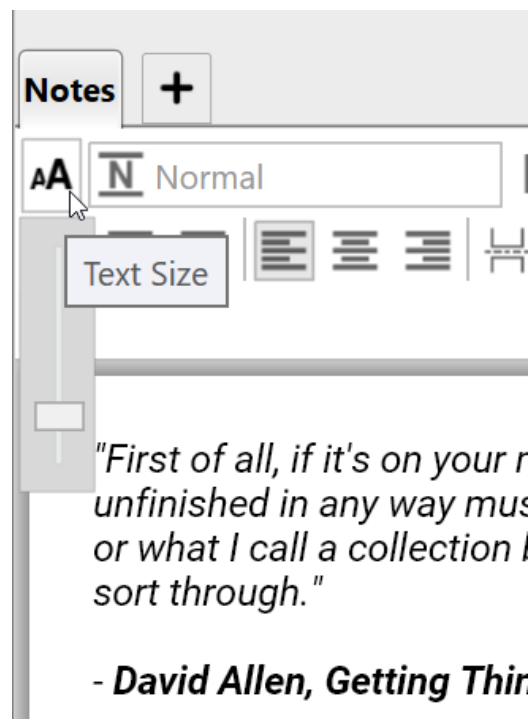 Notes
AA
N Normal
Text Size
"First of all, if it's on your
unfinished in any way
or what I call a collection
sort through."
- David Allen, Getting